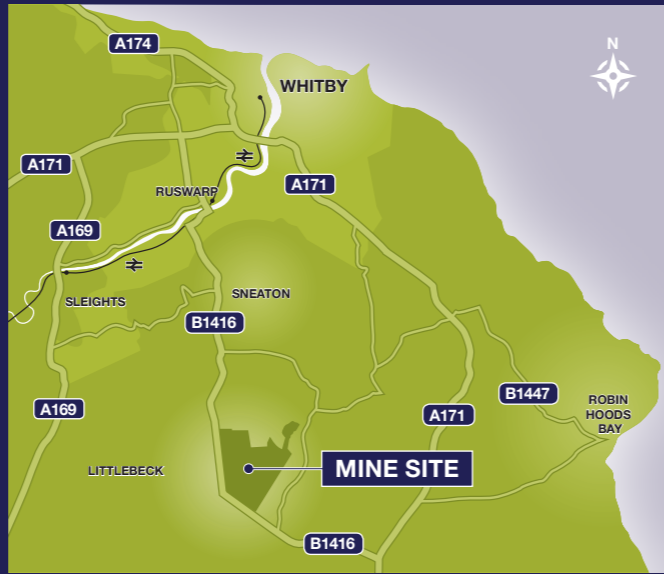 A174
N
WHITBY
A171
A171
RUSWARP
A169
SLEIGHTS
SNEATON
B1416
A169
A171
B1447
ROBIN
HOODS
BAY
LITTLEBECK
MINE SITE
B1416